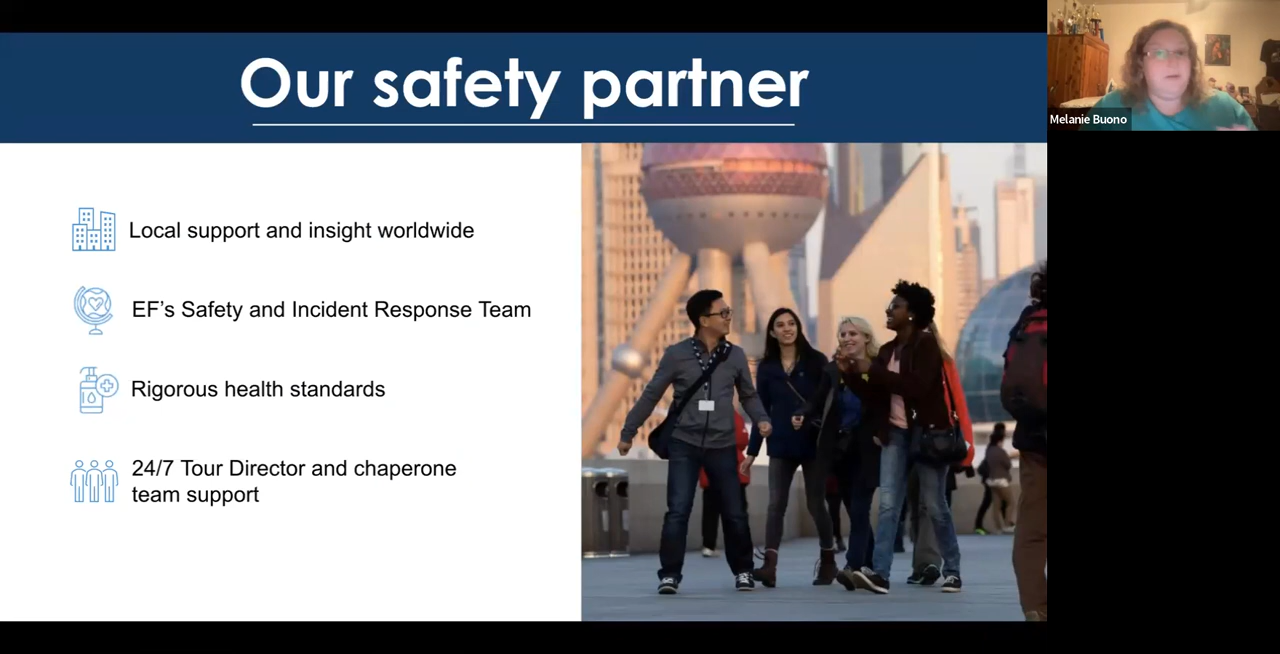 Our safety partner
Melanie Buono
Local support and insight worldwide
EF’s Safety and Incident Response Team
Rigorous health standards
24/7 Tour Director and chaperone
team support